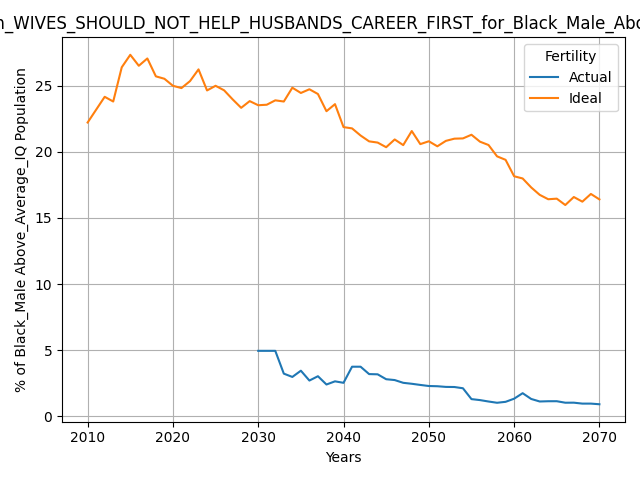 WIVES_SHOULD_NOT_HELP_HUSBANDS_CAREER_FIRST_for_Black_Male_Abo
Fertility
Actual
Ideal
% of Black_Male Above_Average_IQ Population
25
20
15
10
5
0
2010 2020 2030 2040 2050 2060 2070
Years